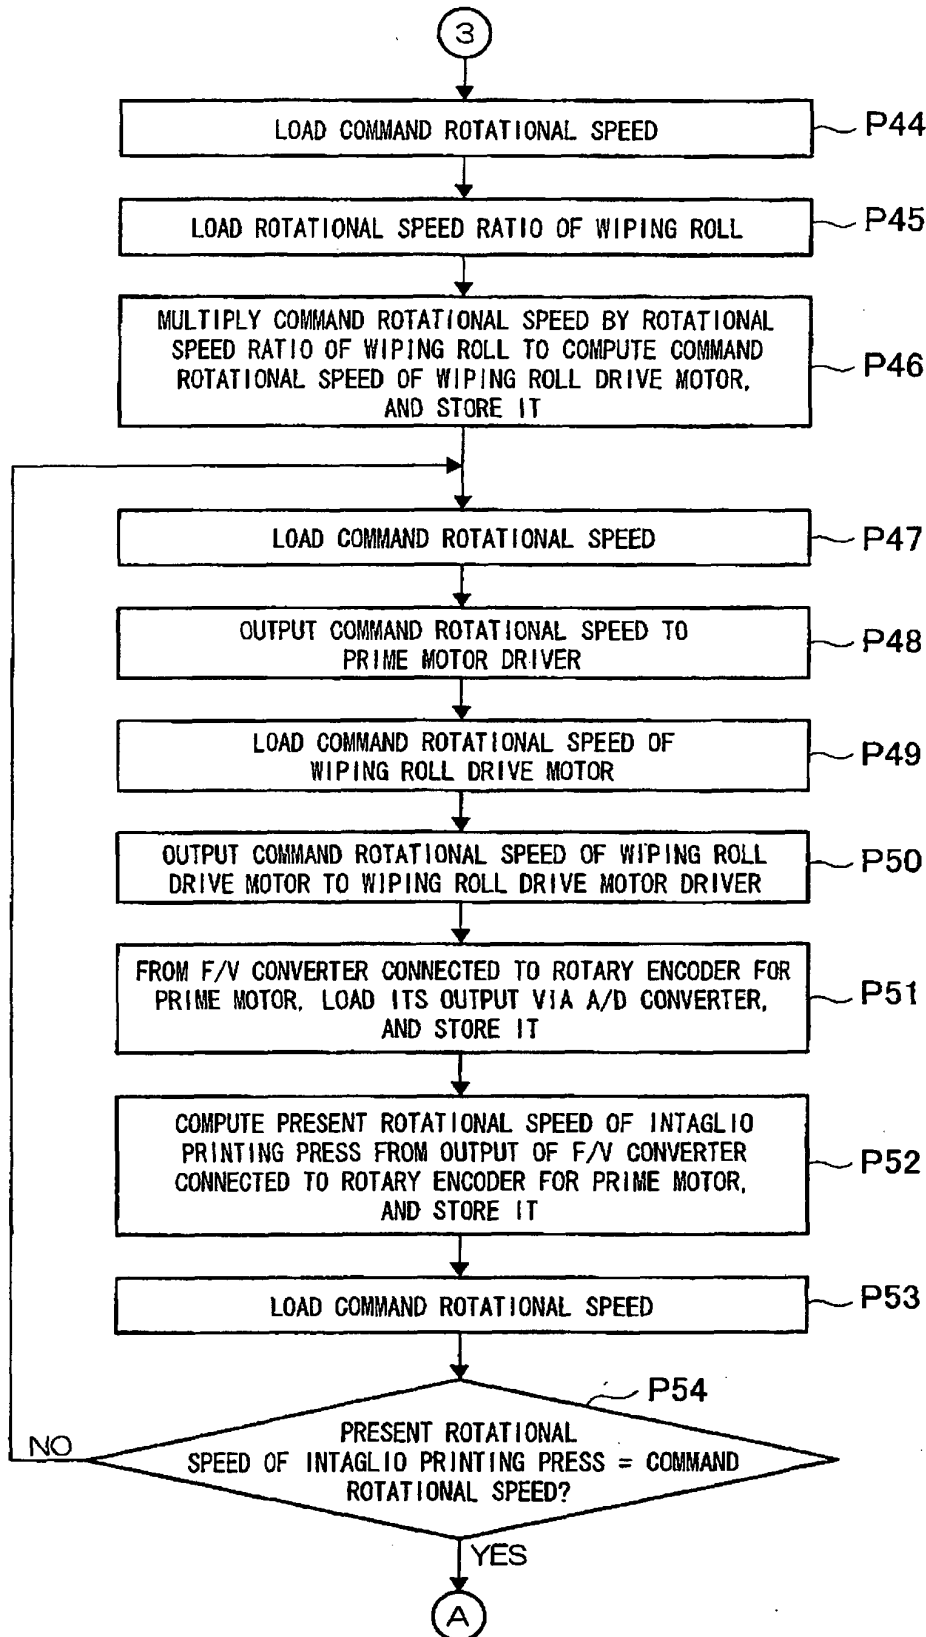 3
LOAD COMMAND ROTATIONAL SPEED
P44
LOAD ROTATIONAL SPEED RATIO OF WIPING ROLL
P45
MULTIPLY COMMAND ROTATIONAL SPEED BY ROTATIONAL
SPEED RATIO OF WIPING ROLL TO COMPUTE COMMAND
ROTATIONAL SPEED OF WIPING ROLL DRIVE MOTOR,
AND STORE IT
P46
LOAD COMMAND ROTATIONAL SPEED
P47
OUTPUT COMMAND ROTATIONAL SPEED TO
PRIME MOTOR DRIVER
P48
LOAD COMMAND ROTATIONAL SPEED OF
WIPING ROLL DRIVE MOTOR
P49
OUTPUT COMMAND ROTATIONAL SPEED OF WIPING ROLL
DRIVE MOTOR TO WIPING ROLL DRIVE MOTOR DRIVER
P50
FROM F/V CONVERTER CONNECTED TO ROTARY ENCODER FOR
PRIME MOTOR, LOAD ITS OUTPUT VIA A/D CONVERTER,
AND STORE IT
P51
COMPUTE PRESENT ROTATIONAL SPEED OF INTAGLIO
PRINTING PRESS FROM OUTPUT OF F/V CONVERTER
CONNECTED TO ROTARY ENCODER FOR PRIME MOTOR,
AND STORE IT
P52
LOAD COMMAND ROTATIONAL SPEED
P53
P54
PRESENT ROTATIONAL
SPEED OF INTAGLIO PRINTING PRESS = COMMAND
ROTATIONAL SPEED?
NO
YES
A